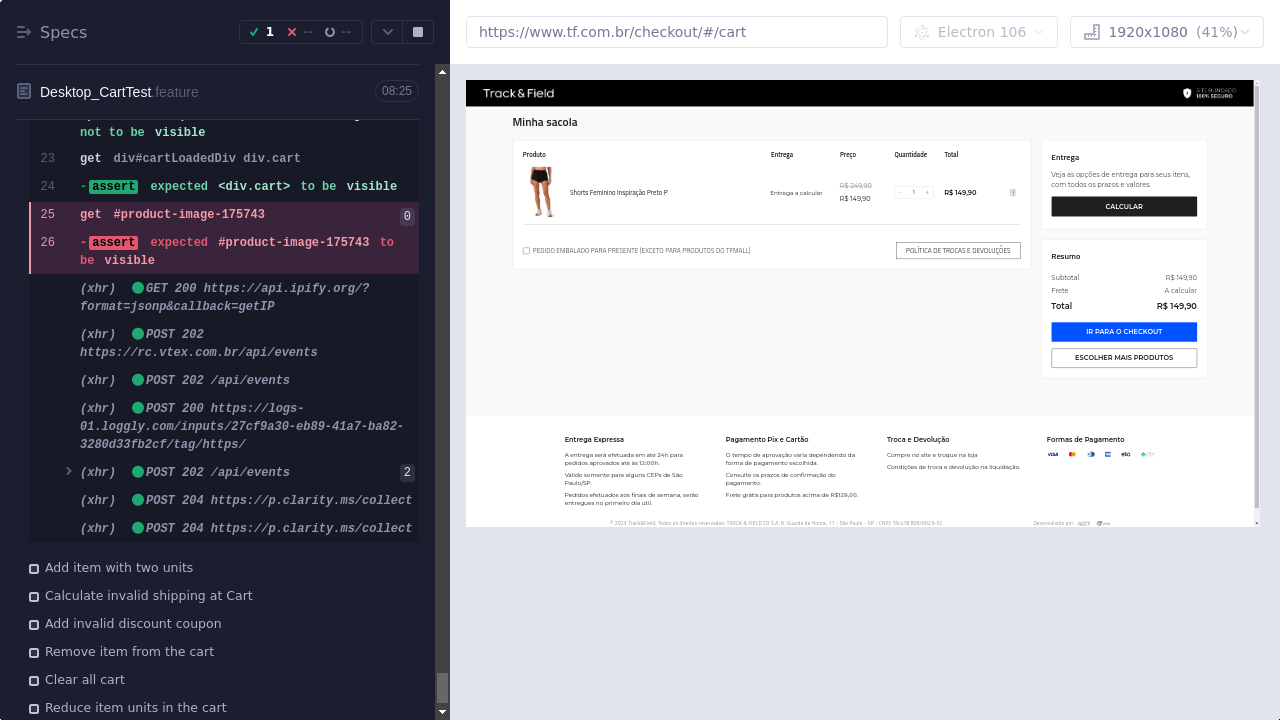 Specs
1
--
--
https://www.tf.com.br/checkout/#/cart
Electron 106
1920x1080 (41%)
Desktop_CartTest.feature
08:25
not to be visible
23 get div#cartLoadedDiv div.cart
24 -assert expected <div.cart> to be visible
25 get #product-image-175743 0
26 -assert expected #product-image-175743 to
be visible
(xhr) GET 200 https://api.ipify.org/?
format=jsonp&callback=getIP
(xhr) POST 202
https://rc.vtex.com.br/api/events
(xhr) POST 202 /api/events
(xhr) POST 200 https://logs-
01.loggly.com/inputs/27cf9a30-eb89-41a7-ba82-
3280d33fb2cf/tag/https/
(xhr) POST 202 /api/events 2
(xhr) POST 204 https://p.clarity.ms/collect
(xhr) POST 204 https://p.clarity.ms/collect
Add item with two units
Calculate invalid shipping at Cart
Add invalid discount coupon
Remove item from the cart
Clear all cart
Reduce item units in the cart
Track&Field
SITE BLINDADO
100% SEGURO
Minha sacola
Produto Entrega Preço Quantidade Total
Shorts Feminino Inspiração Preto P
Entrega a calcular
R$ 249,90
R$ 149,90
- 1 +
R$ 149,90
PEDIDO EMBALADO PARA PRESENTE (EXCETO PARA PRODUTOS DO TFMALL)
POLÍTICA DE TROCAS E DEVOLUÇÕES
Entrega
Veja as opções de entrega para seus itens,
com todos os prazos e valores.
CALCULAR
Resumo
Subtotal R$ 149,90
Frete A calcular
Total R$ 149,90
IR PARA O CHECKOUT
ESCOLHER MAIS PRODUTOS
Entrega Expressa
A entrega será efetuada em até 24h para
pedidos aprovados até às 12:00h.
Válido somente para alguns CEPs de São
Paulo/SP.
Pedidos efetuados aos finais de semana, serão
entregues no primeiro dia útil.
Pagamento Pix e Cartão
O tempo de aprovação varia dependendo da
forma de pagamento escolhida.
Consulte os prazos de confirmação do
pagamento.
Frete grátis para produtos acima de R$129,00.
Troca e Devolução
Compre no site e troque na loja
Condições de troca e devolução na liquidação.
Formas de Pagamento
VISA
elo
© 2023 Track&Field. Todos os direitos reservados. TRACK & FIELD CO S.A. R. Guarda de Honra, 11 - São Paulo - SP - CNPJ: 59.418.806/0023-52
Desenvolvido por